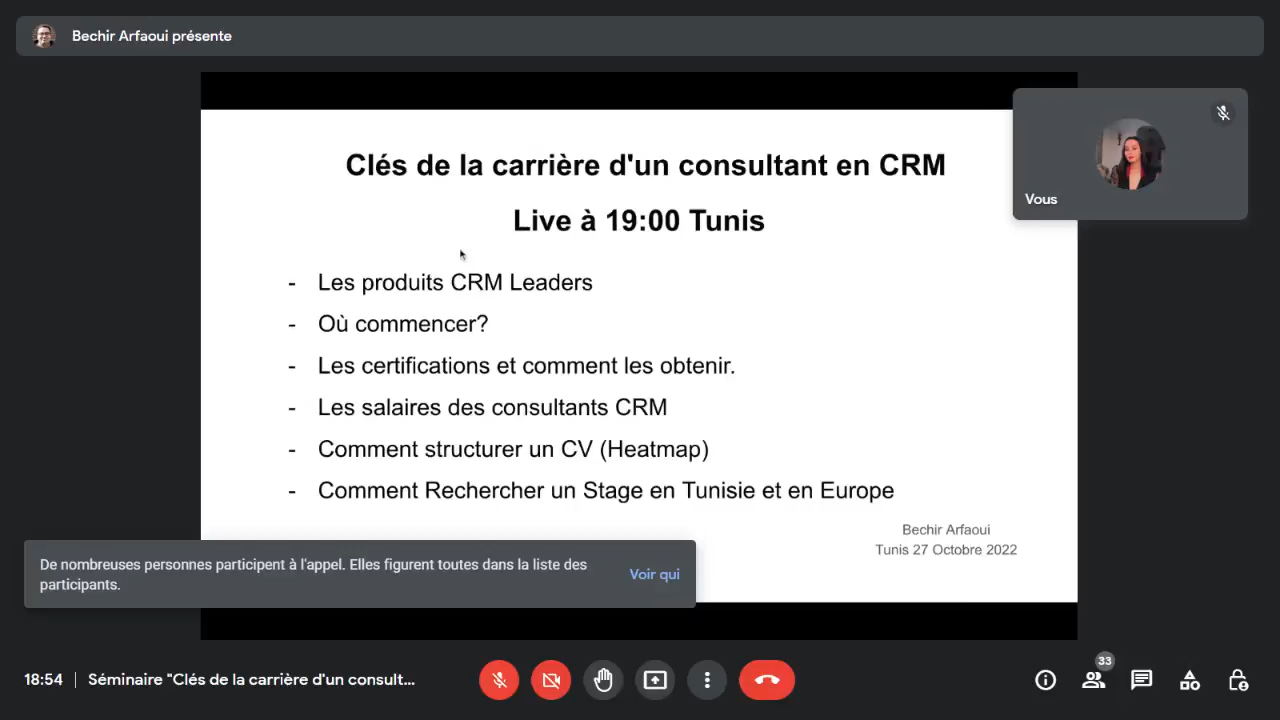 Bechir Arfaoui présente
Clés de la carrière d'un consultant en CRM
Live à 19:00 Tunis
Vous
- Les produits CRM Leaders
- Où commencer?
- Les certifications et comment les obtenir.
- Les salaires des consultants CRM
- Comment structurer un CV (Heatmap)
- Comment Rechercher un Stage en Tunisie et en Europe
Bechir Arfaoui
Tunis 27 Octobre 2022
De nombreuses personnes participent à l'appel. Elles figurent toutes dans la liste des
participants.
Voir qui
18:54 | Séminaire "Clés de la carrière d'un consult...
33